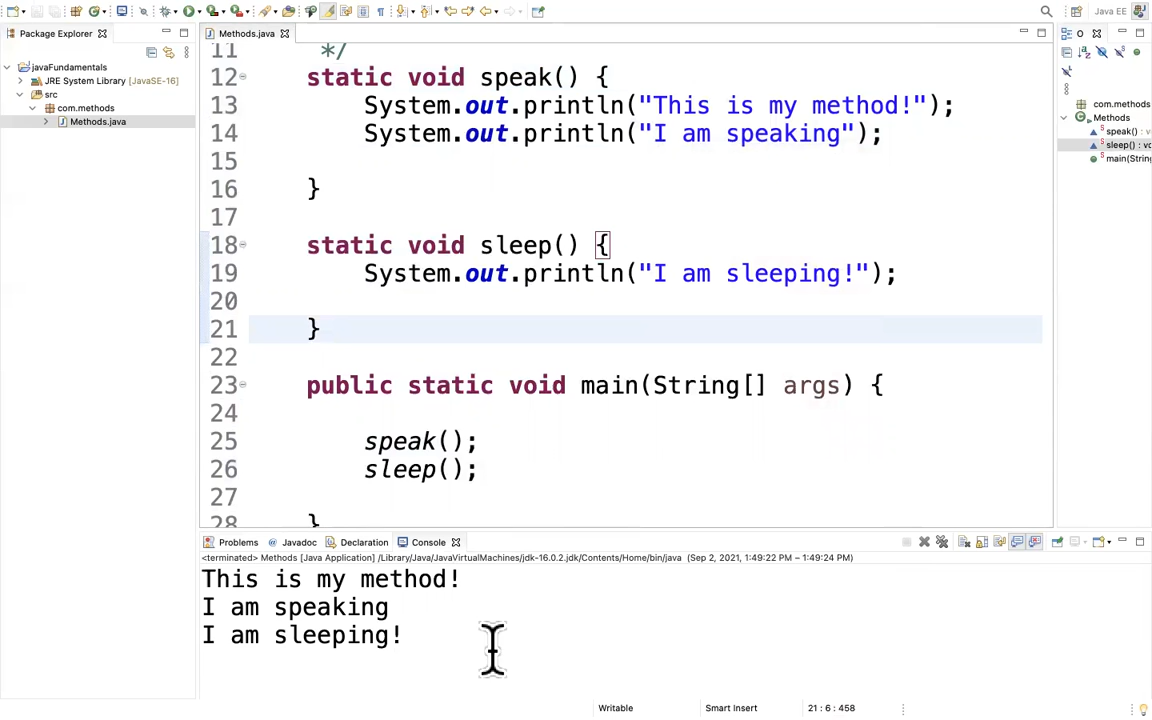 Java EE
Package Explorer
Methods.java
O
javaFundamentals
JRE System Library [JavaSE-16]
src
com.methods
Methods.java
11 */
12 static void speak() {
13 System.out.println("This is my method!");
14 System.out.println("I am speaking");
15
16 }
17
18 static void sleep() {
19 System.out.println("I am sleeping!");
20
21 }
22
23 public static void main(String[] args) {
24
25 speak();
26 sleep();
27
28 }
com.methods
Methods
speak() : v
sleep() : vo
main(String
Problems Javadoc Declaration Console
<terminated> Methods [Java Application] /Library/Java/JavaVirtualMachines/jdk-16.0.2.jdk/Contents/Home/bin/java (Sep 2, 2021, 1:49:22 PM – 1:49:24 PM)
This is my method!
I am speaking
I am sleeping!
Writable Smart Insert 21 : 6 : 458